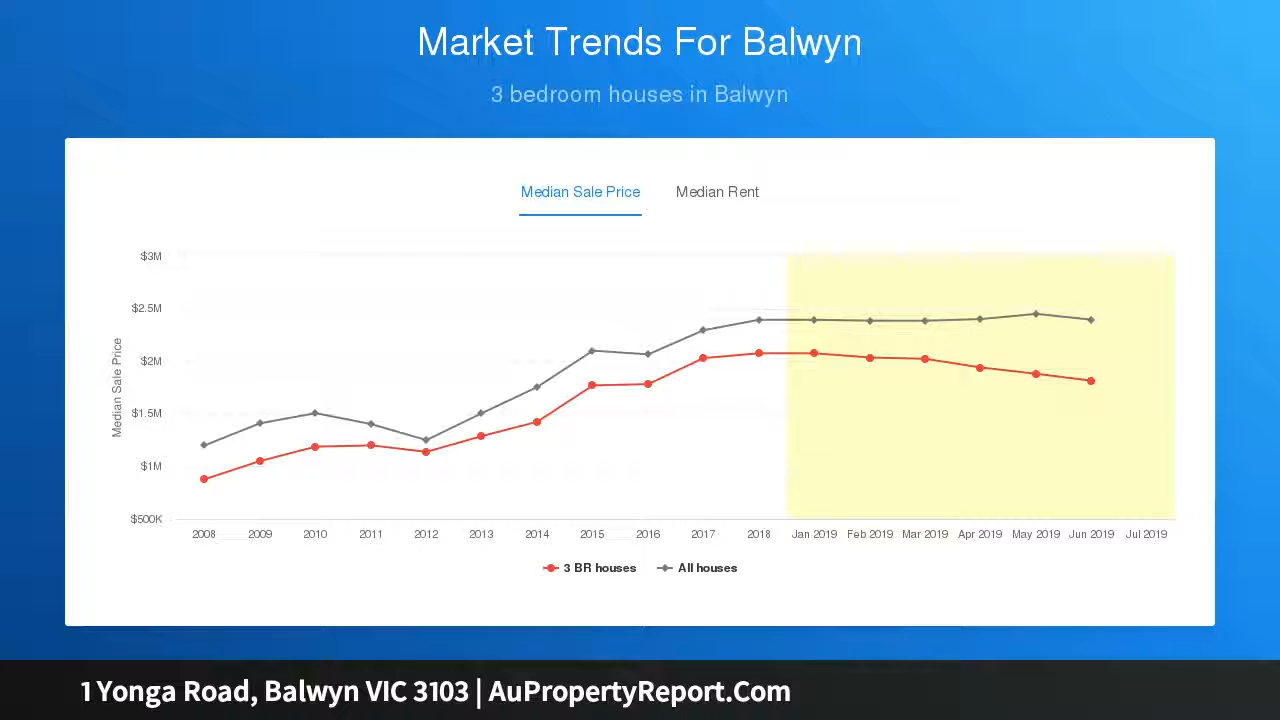 Market Trends For Balwyn
3 bedroom houses in Balwyn
Median Sale Price Median Rent
$3M
$2.5M
$2M
$1.5M
$1M
$500K
Median Sale Price
2008 2009 2010 2011 2012 2013 2014 2015 2016 2017 2018 Jan 2019 Feb 2019 Mar 2019 Apr 2019 May 2019 Jun 2019 Jul 2019
3 BR houses All houses
1 Yonga Road, Balwyn VIC 3103 | AuPropertyReport.Com